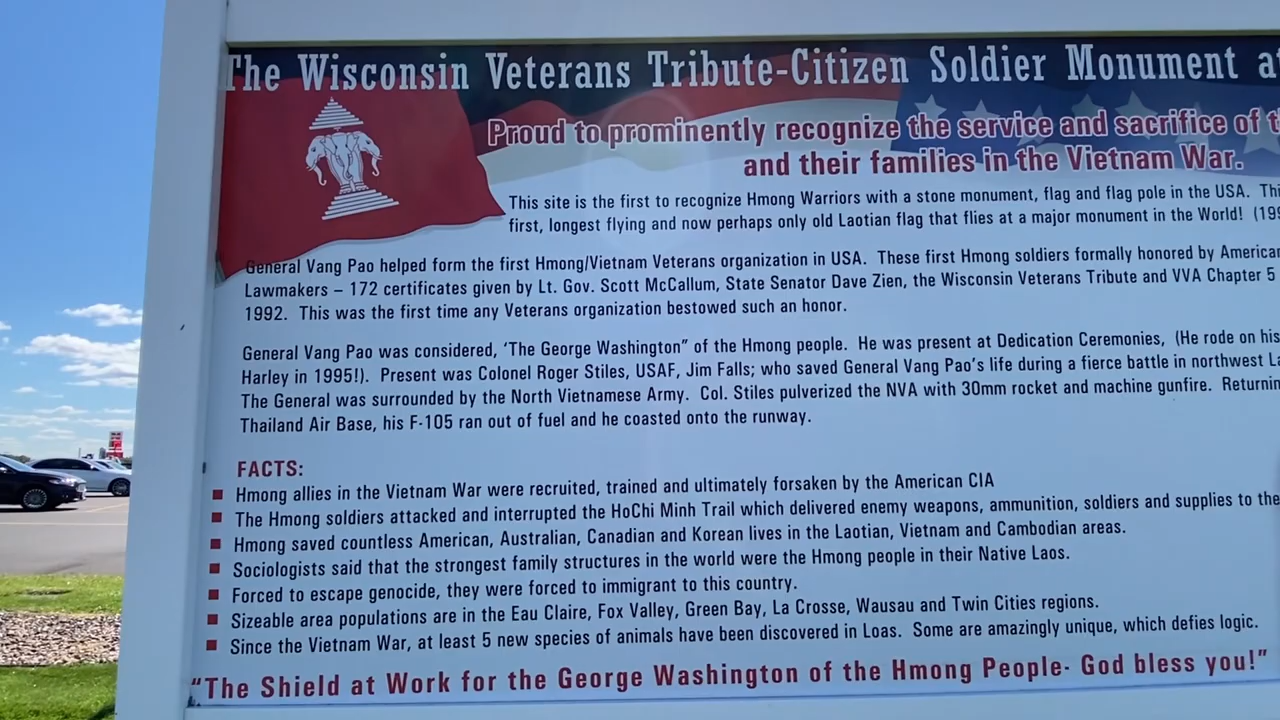 The Wisconsin Veterans Tribute-Citizen Soldier Monument
Proud to prominently recognize the service and sacrifice of
and their families in the Vietnam War.
This site is the first to recognize Hmong Warriors with a stone monument, flag and flag pole in the USA.
first, longest flying and now perhaps only old Laotian flag that flies at a major monument in the World!
General Vang Pao helped form the first Hmong/Vietnam Veterans organization in USA. These first Hmong soldiers formally honored by American
Lawmakers – 172 certificates given by Lt. Gov. Scott McCallum, State Senator Dave Zien, the Wisconsin Veterans Tribute and VVA Chapter 5
1992. This was the first time any Veterans organization bestowed such an honor.
General Vang Pao was considered, ‘The George Washington” of the Hmong people. He was present at Dedication Ceremonies, (He rode on his
Harley in 1995!). Present was Colonel Roger Stiles, USAF, Jim Falls; who saved General Vang Pao's life during a fierce battle in northwest
The General was surrounded by the North Vietnamese Army. Col. Stiles pulverized the NVA with 30mm rocket and machine gunfire.
Thailand Air Base, his F-105 ran out of fuel and he coasted onto the runway.
FACTS:
Hmong allies in the Vietnam War were recruited, trained and ultimately forsaken by the American CIA
The Hmong soldiers attacked and interrupted the HoChi Minh Trail which delivered enemy weapons, ammunition, soldiers and supplies to the
Hmong saved countless American, Australian, Canadian and Korean lives in the Laotian, Vietnam and Cambodian areas.
Sociologists said that the strongest family structures in the world were the Hmong people in their Native Laos.
Forced to escape genocide, they were forced to immigrant to this country.
Sizeable area populations are in the Eau Claire, Fox Valley, Green Bay, La Crosse, Wausau and Twin Cities regions.
Since the Vietnam War, at least 5 new species of animals have been discovered in Loas. Some are amazingly unique, which defies logic.
“The Shield at Work for the George Washington of the Hmong People- God bless you!”